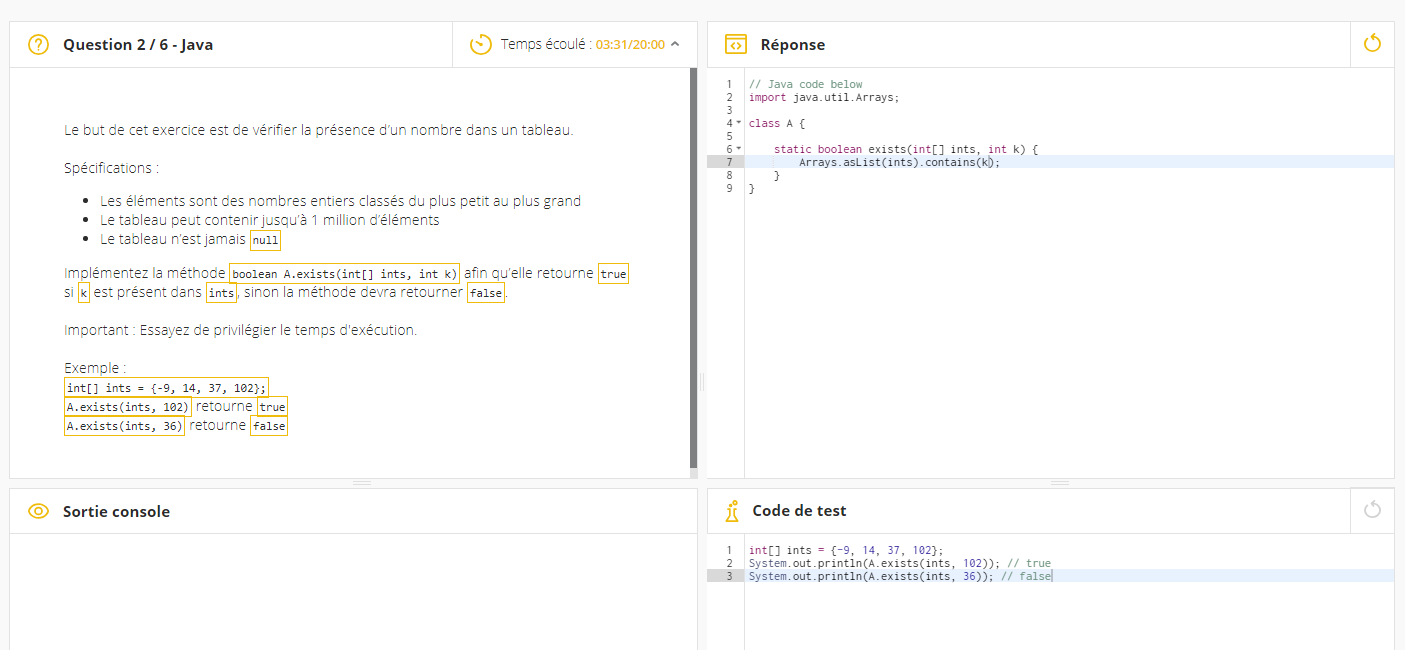 Question 2 / 6 - Java
Temps écoulé : 03:31/20:00
Le but de cet exercice est de vérifier la présence d'un nombre dans un tableau.
Spécifications :
• Les éléments sont des nombres entiers classés du plus petit au plus grand
• Le tableau peut contenir jusqu'à 1 million d'éléments
• Le tableau n'est jamais null
Implémentez la méthode boolean A.exists(int[] ints, int k) afin qu'elle retourne true
si k est présent dans ints, sinon la méthode devra retourner false.
Important : Essayez de privilégier le temps d'exécution.
Exemple :
int[] ints = {-9, 14, 37, 102};
A.exists(ints, 102) retourne true
A.exists(ints, 36) retourne false
Réponse
1 // Java code below
2 import java.util.Arrays;
3
4 class A {
5
6 static boolean exists(int[] ints, int k) {
7 Arrays.asList(ints).contains(k);
8 }
9 }
Sortie console
Code de test
1 int[] ints = {-9, 14, 37, 102};
2 System.out.println(A.exists(ints, 102)); // true
3 System.out.println(A.exists(ints, 36)); // false